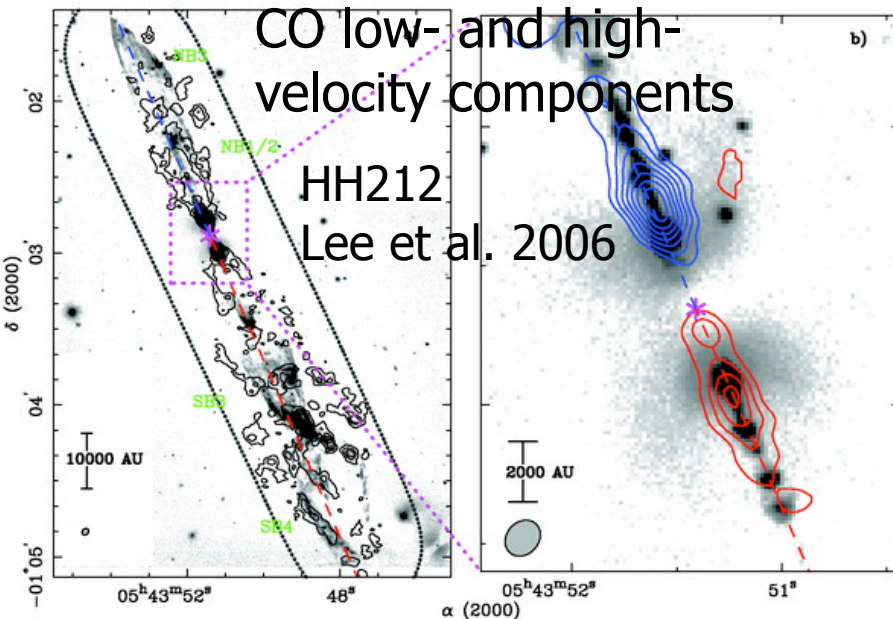 CO low- and high-
velocity components
HH212
Lee et al. 2006
b)
NB3
NB1/2
SB3
SB4
02'
03'
04'
−01°05'
δ (2000)
10000 AU
2000 AU
05ʰ43ᵐ52ˢ
48ˢ
05ʰ43ᵐ52ˢ
51ˢ
α (2000)